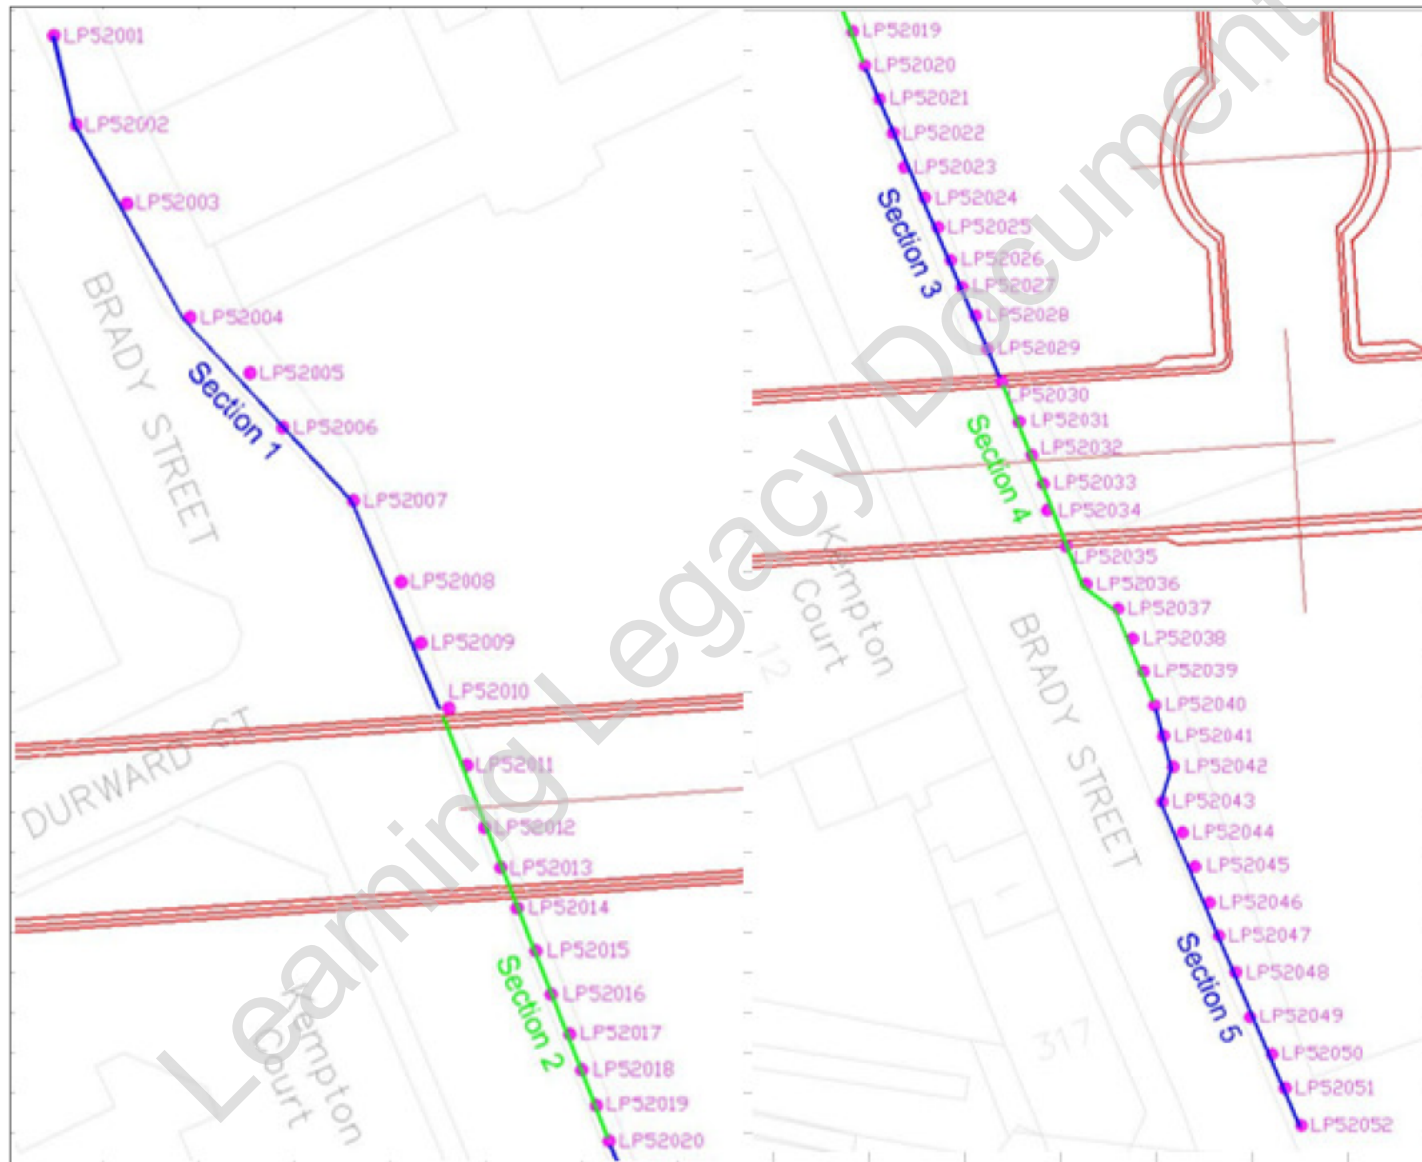 LP52001
LP52002
LP52003
LP52004
LP52005
LP52006
LP52007
LP52008
LP52009
LP52010
LP52011
LP52012
LP52013
LP52014
LP52015
LP52016
LP52017
LP52018
LP52019
LP52020
Section 1
Section 2
BRADY STREET
DURWARD ST
Kempton
Court
LP52019
LP52020
LP52021
LP52022
LP52023
LP52024
LP52025
LP52026
LP52027
LP52028
LP52029
LP52030
LP52031
LP52032
LP52033
LP52034
LP52035
LP52036
LP52037
LP52038
LP52039
LP52040
LP52041
LP52042
LP52043
LP52044
LP52045
LP52046
LP52047
LP52048
LP52049
LP52050
LP52051
LP52052
Section 3
Section 4
Section 5
Kempton
Court
12
BRADY STREET
1
317
Learning Legacy Document